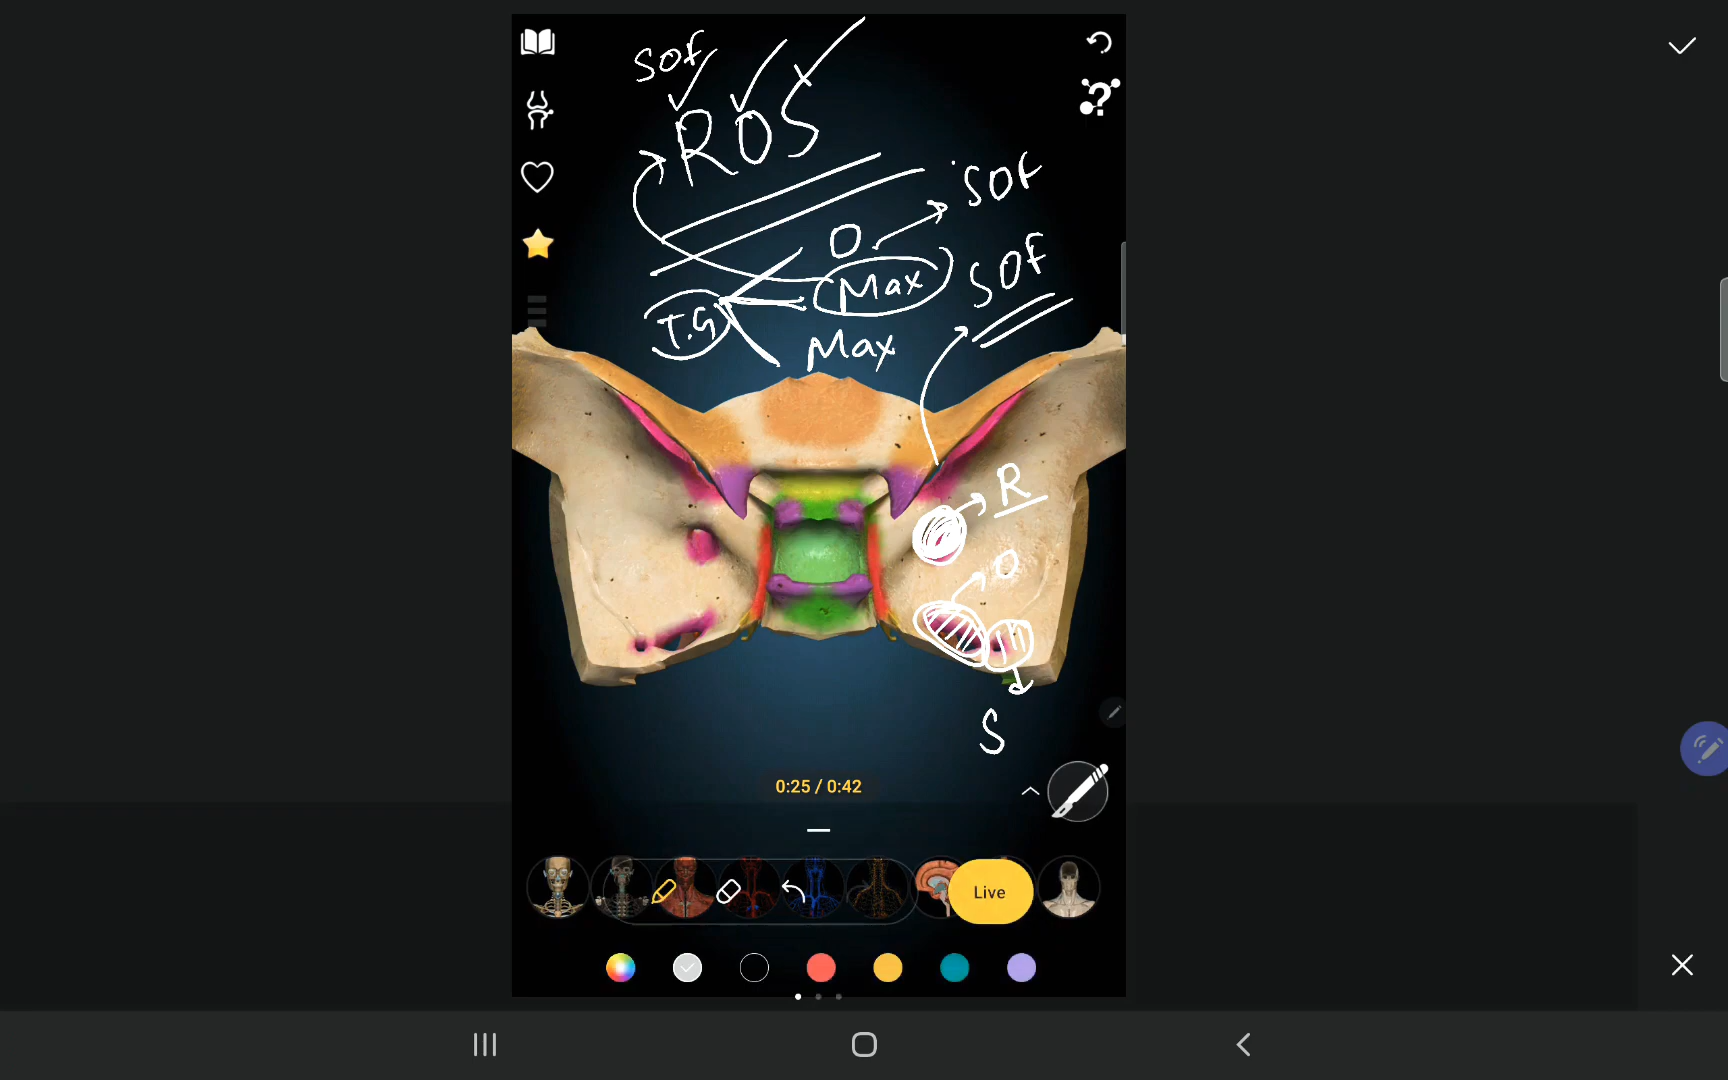 SOF
ROS
SOF
O
Max
SOF
T.G
Max
R
O
S
0:25 / 0:42
Live